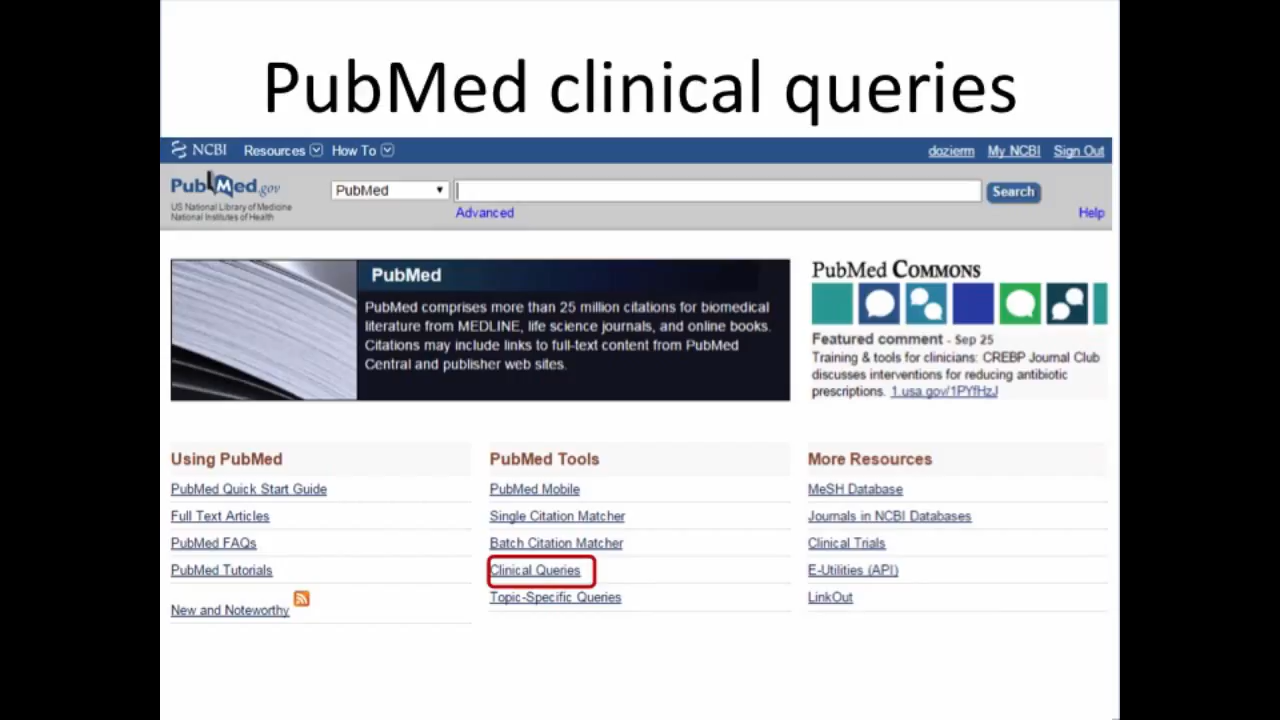 PubMed clinical queries
NCBI Resources How To dozierm My NCBI Sign Out
PubMed.gov PubMed Search
US National Library of Medicine
National Institutes of Health
Advanced Help
PubMed
PubMed comprises more than 25 million citations for biomedical
literature from MEDLINE, life science journals, and online books.
Citations may include links to full-text content from PubMed
Central and publisher web sites.
PubMed COMMONS
Featured comment - Sep 25
Training & tools for clinicians: CREBP Journal Club
discusses interventions for reducing antibiotic
prescriptions. 1.usa.gov/1PYfHzJ
Using PubMed
PubMed Quick Start Guide
Full Text Articles
PubMed FAQs
PubMed Tutorials
New and Noteworthy
PubMed Tools
PubMed Mobile
Single Citation Matcher
Batch Citation Matcher
Clinical Queries
Topic-Specific Queries
More Resources
MeSH Database
Journals in NCBI Databases
Clinical Trials
E-Utilities (API)
LinkOut